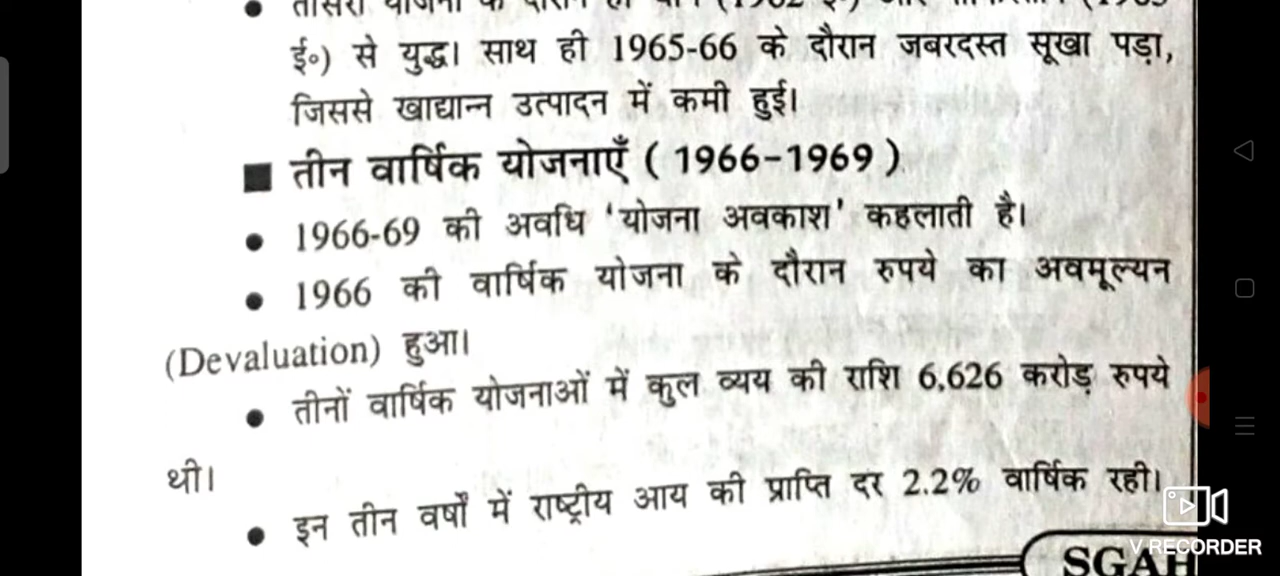 ई०) से युद्ध। साथ ही 1965-66 के दौरान जबरदस्त सूखा पड़ा,
जिससे खाद्यान्न उत्पादन में कमी हुई।
■ तीन वार्षिक योजनाएँ ( 1966-1969 )
• 1966-69 की अवधि 'योजना अवकाश' कहलाती है।
• 1966 की वार्षिक योजना के दौरान रुपये का अवमूल्यन
(Devaluation) हुआ।
• तीनों वार्षिक योजनाओं में कुल व्यय की राशि 6,626 करोड़ रुपये
थी।
• इन तीन वर्षों में राष्ट्रीय आय की प्राप्ति दर 2.2% वार्षिक रही।
V RECORDER
SGAH